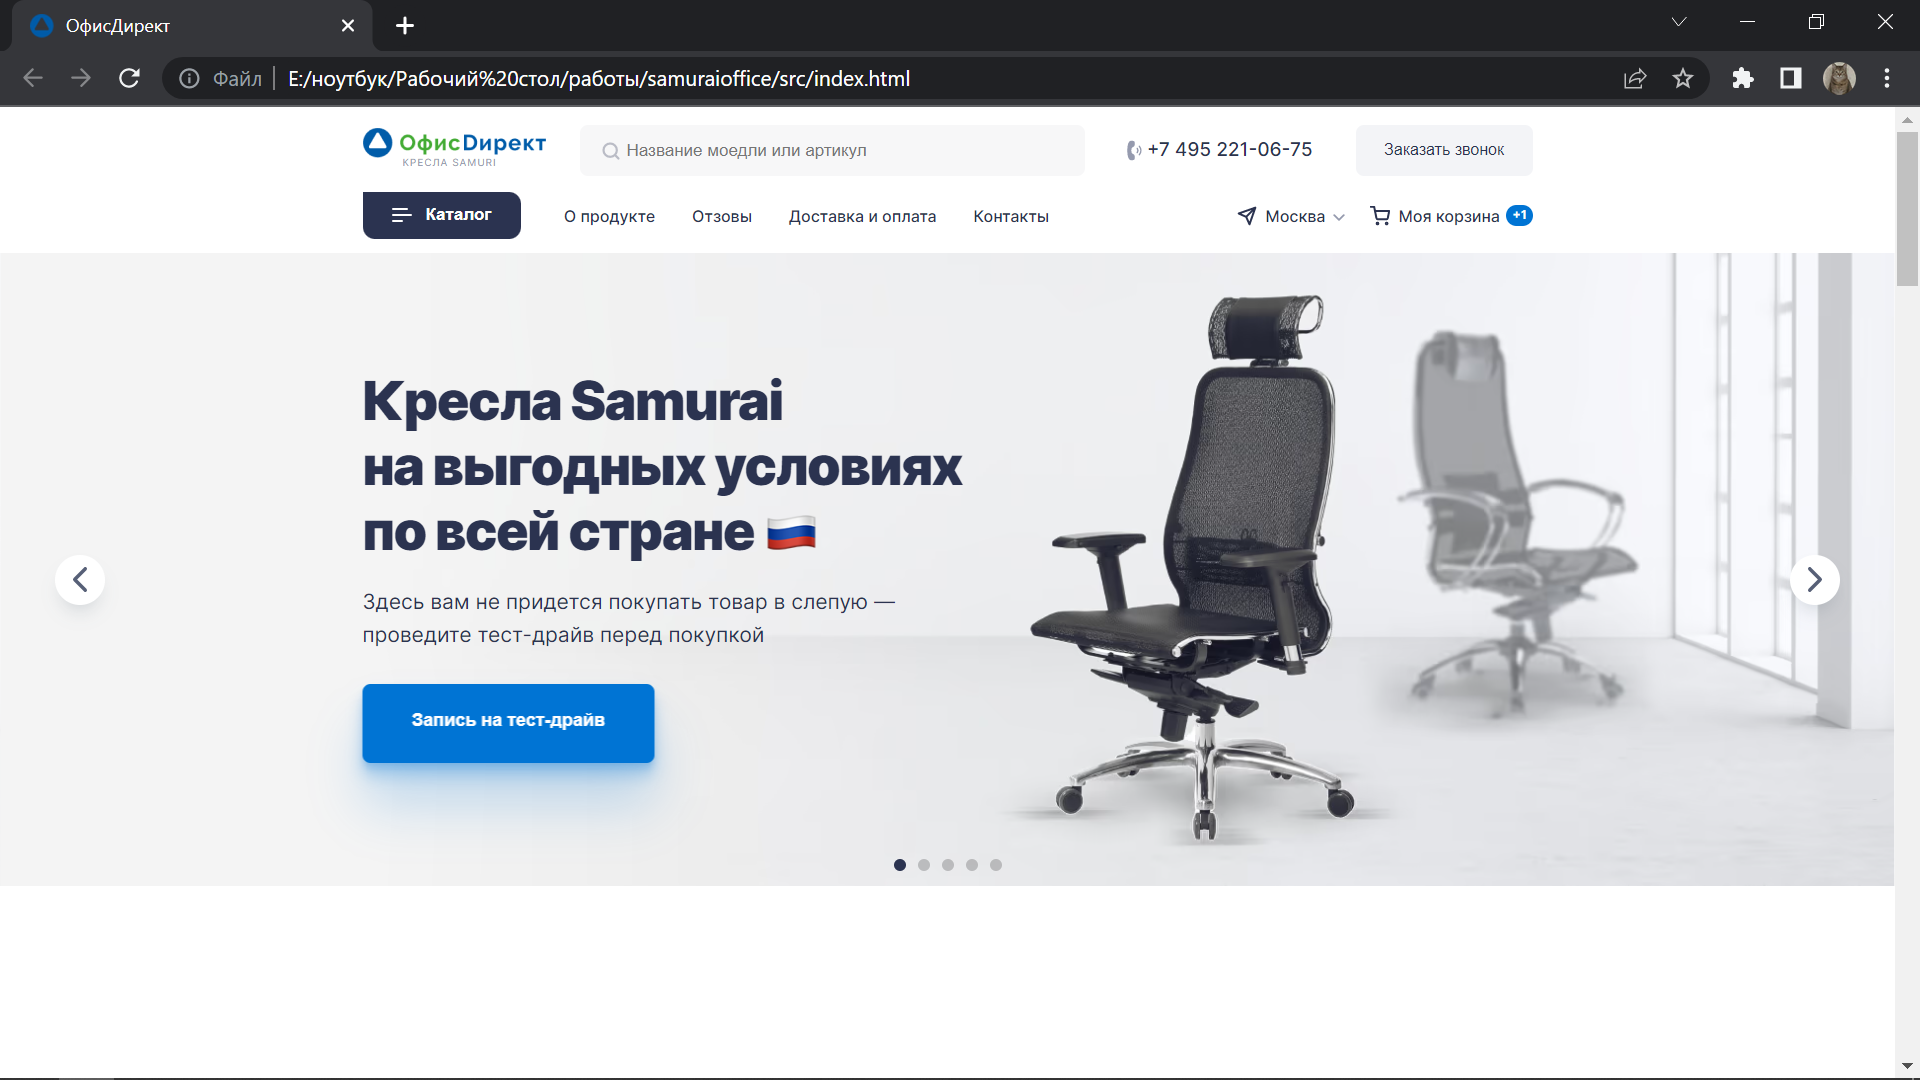 ОфисДирект
Файл
E:/ноутбук/Рабочий%20стол/работы/samuraioffice/src/index.html
ОфисDирект
КРЕСЛА SAMURI
Название моедли или артикул
+7 495 221-06-75
Заказать звонок
Каталог
О продукте
Отзывы
Доставка и оплата
Контакты
Москва
Моя корзина
+1
Кресла Samurai
на выгодных условиях
по всей стране 🇷🇺
Здесь вам не придется покупать товар в слепую —
проведите тест-драйв перед покупкой
Запись на тест-драйв